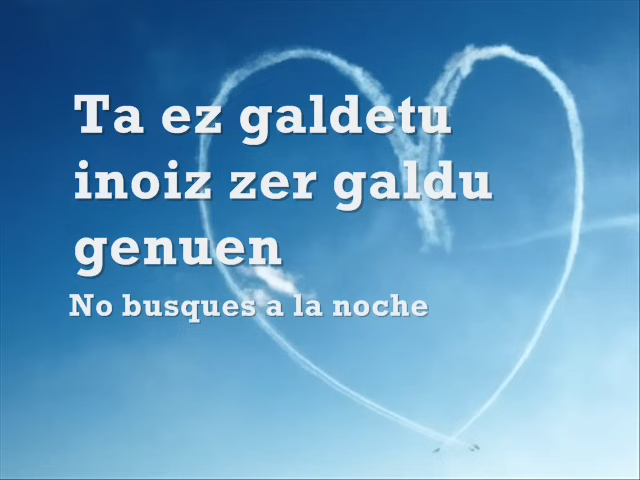 Ta ez galdetu
inoiz zer galdu
genuen
No busques a la noche